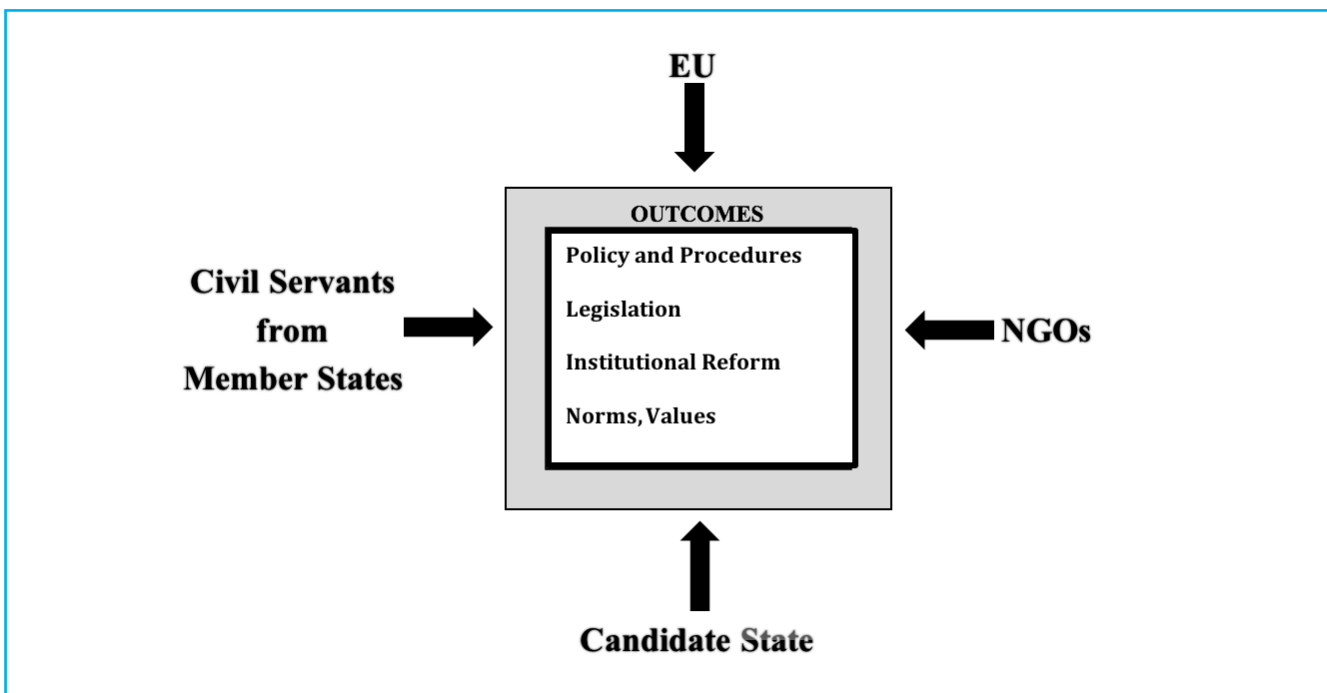 EU
OUTCOMES
Policy and Procedures
Legislation
Institutional Reform
Norms, Values
Civil Servants
from
Member States
NGOs
Candidate State